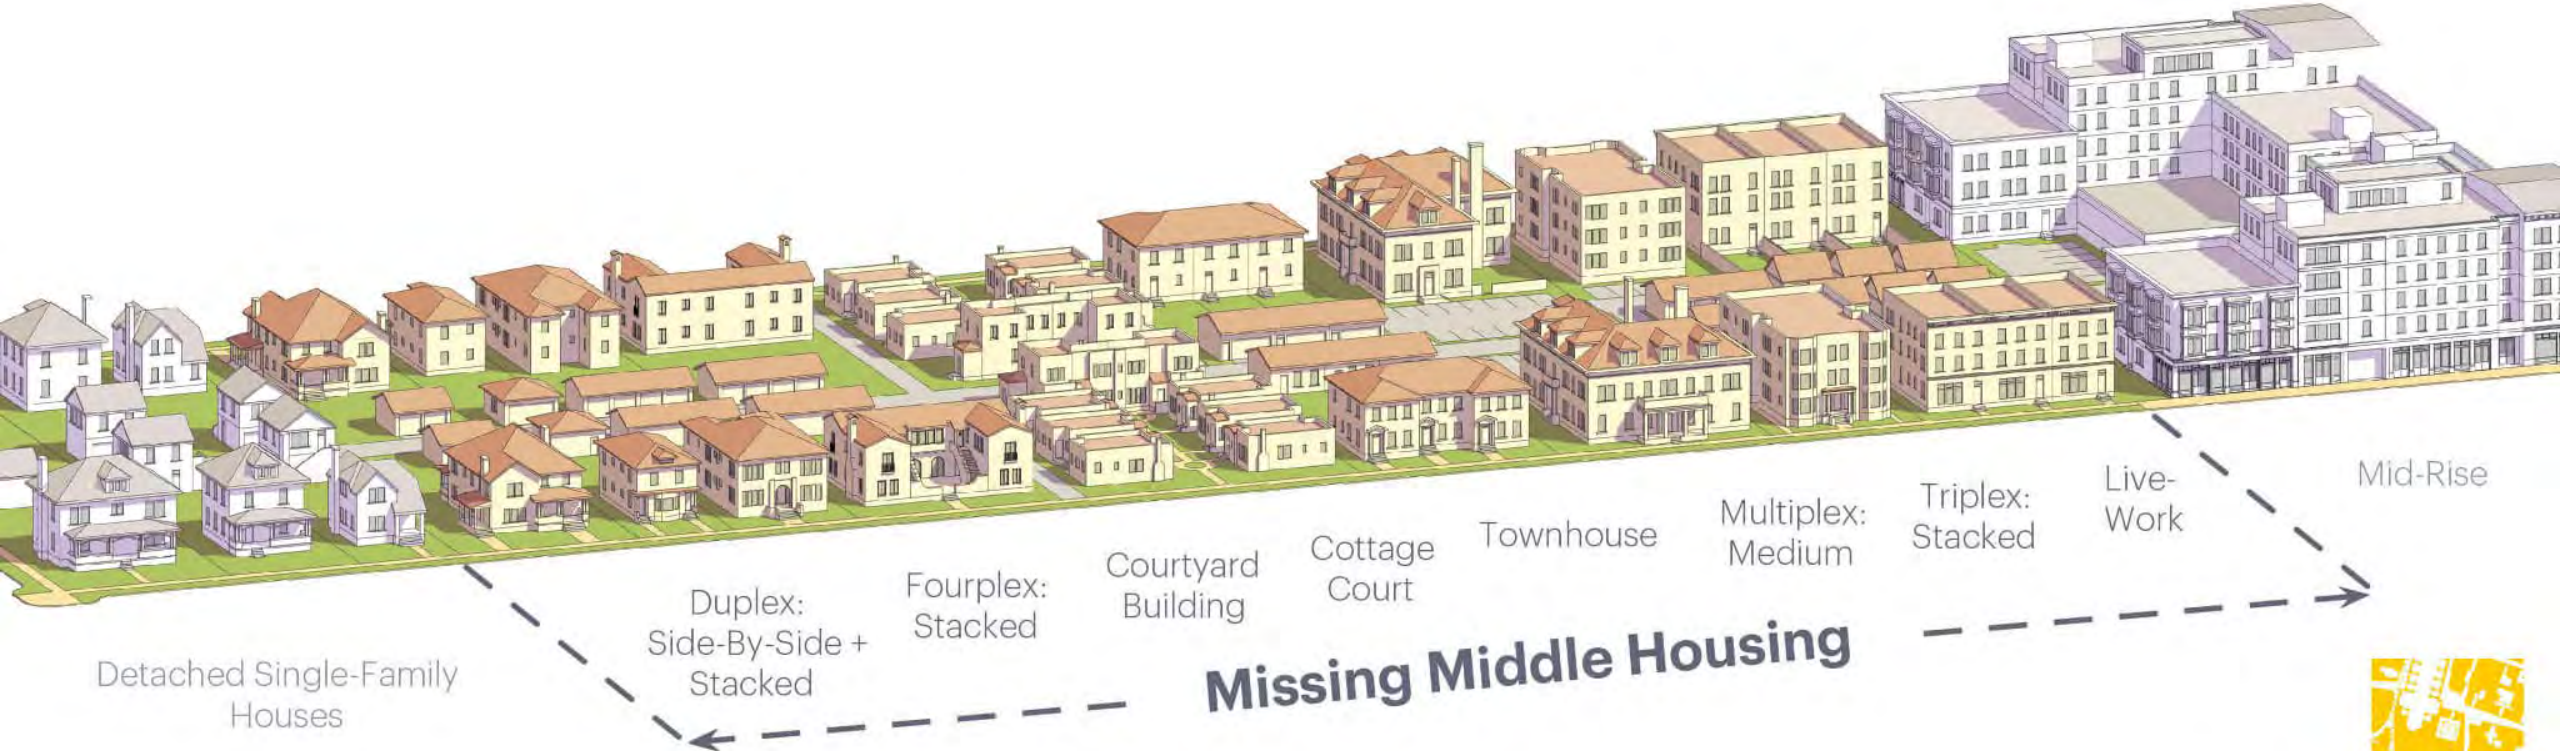 Detached Single-Family
Houses
Duplex:
Side-By-Side +
Stacked
Fourplex:
Stacked
Courtyard
Building
Cottage
Court
Townhouse
Multiplex:
Medium
Triplex:
Stacked
Live-
Work
Mid-Rise
Missing Middle Housing